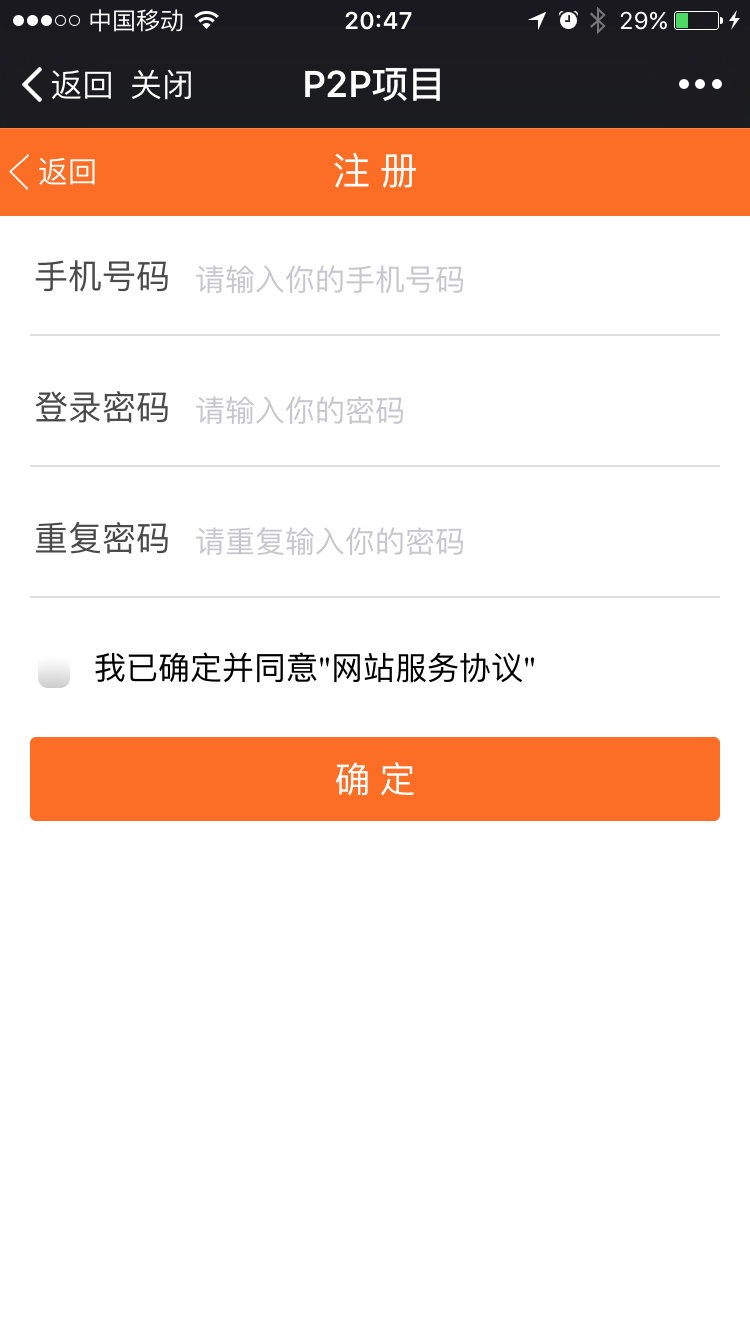 中国移动 20:47 29%
返回 关闭 P2P项目
返回 注 册
手机号码 请输入你的手机号码
登录密码 请输入你的密码
重复密码 请重复输入你的密码
我已确定并同意"网站服务协议"
确 定